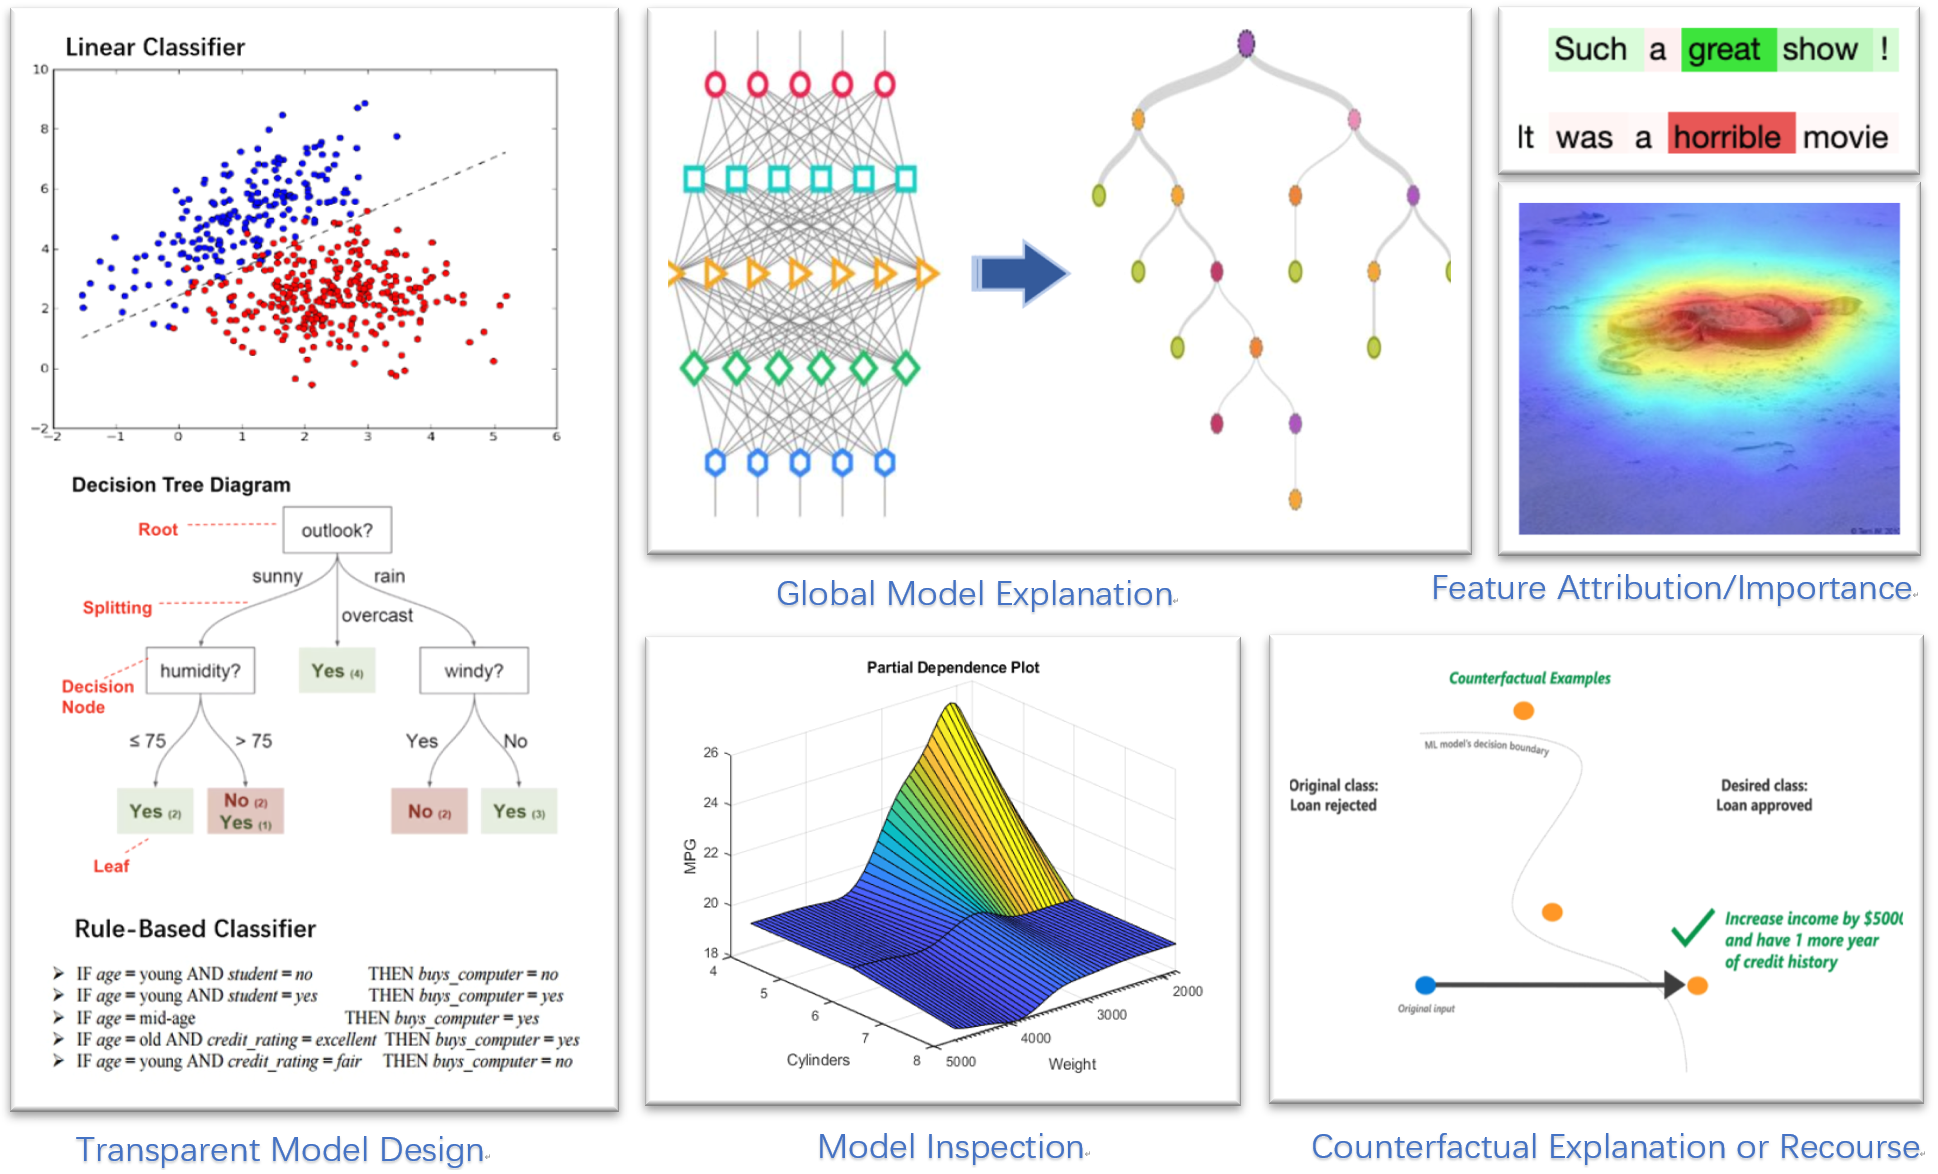 Linear Classifier
10
8
6
4
2
0
−2
−2 −1 0 1 2 3 4 5 6
Decision Tree Diagram
Root
outlook?
sunny
rain
Splitting
overcast
humidity?
Yes (4)
windy?
Decision
Node
≤ 75
> 75
Yes
No
Yes (2)
No (2)
Yes (1)
No (2)
Yes (3)
Leaf
Rule-Based Classifier
➢ IF age = young AND student = no THEN buys_computer = no
➢ IF age = young AND student = yes THEN buys_computer = yes
➢ IF age = mid-age THEN buys_computer = yes
➢ IF age = old AND credit_rating = excellent THEN buys_computer = yes
➢ IF age = young AND credit_rating = fair THEN buys_computer = no
Transparent Model Design
Global Model Explanation
Such a great show !
It was a horrible movie
Feature Attribution/Importance
Partial Dependence Plot
26
24
22
20
18
MPG
4
5
6
7
8
Cylinders
5000
4000
3000
2000
Weight
Model Inspection
Counterfactual Examples
ML model's decision boundary
Original class:
Loan rejected
Desired class:
Loan approved
Increase income by $500
and have 1 more year
of credit history
Original input
Counterfactual Explanation or Recourse